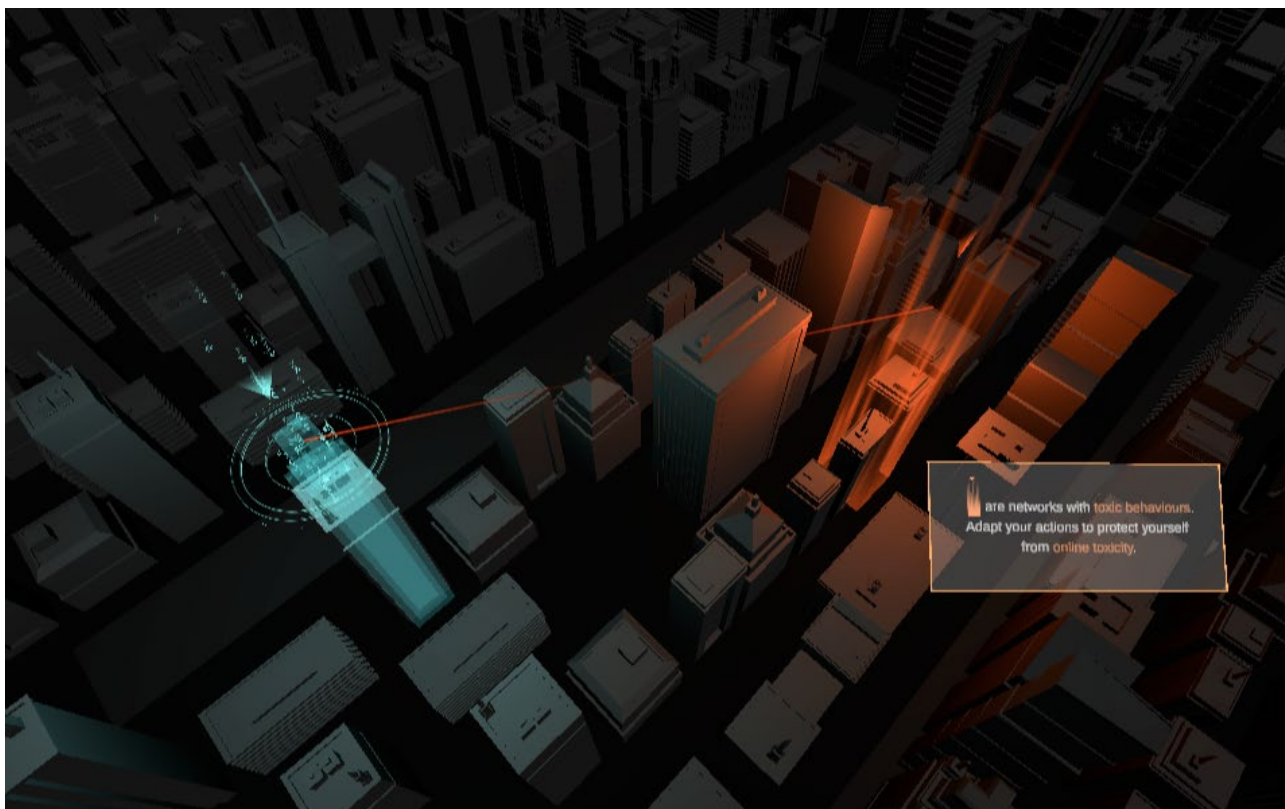 are networks with toxic behaviours.
Adapt your actions to protect yourself
from online toxicity.